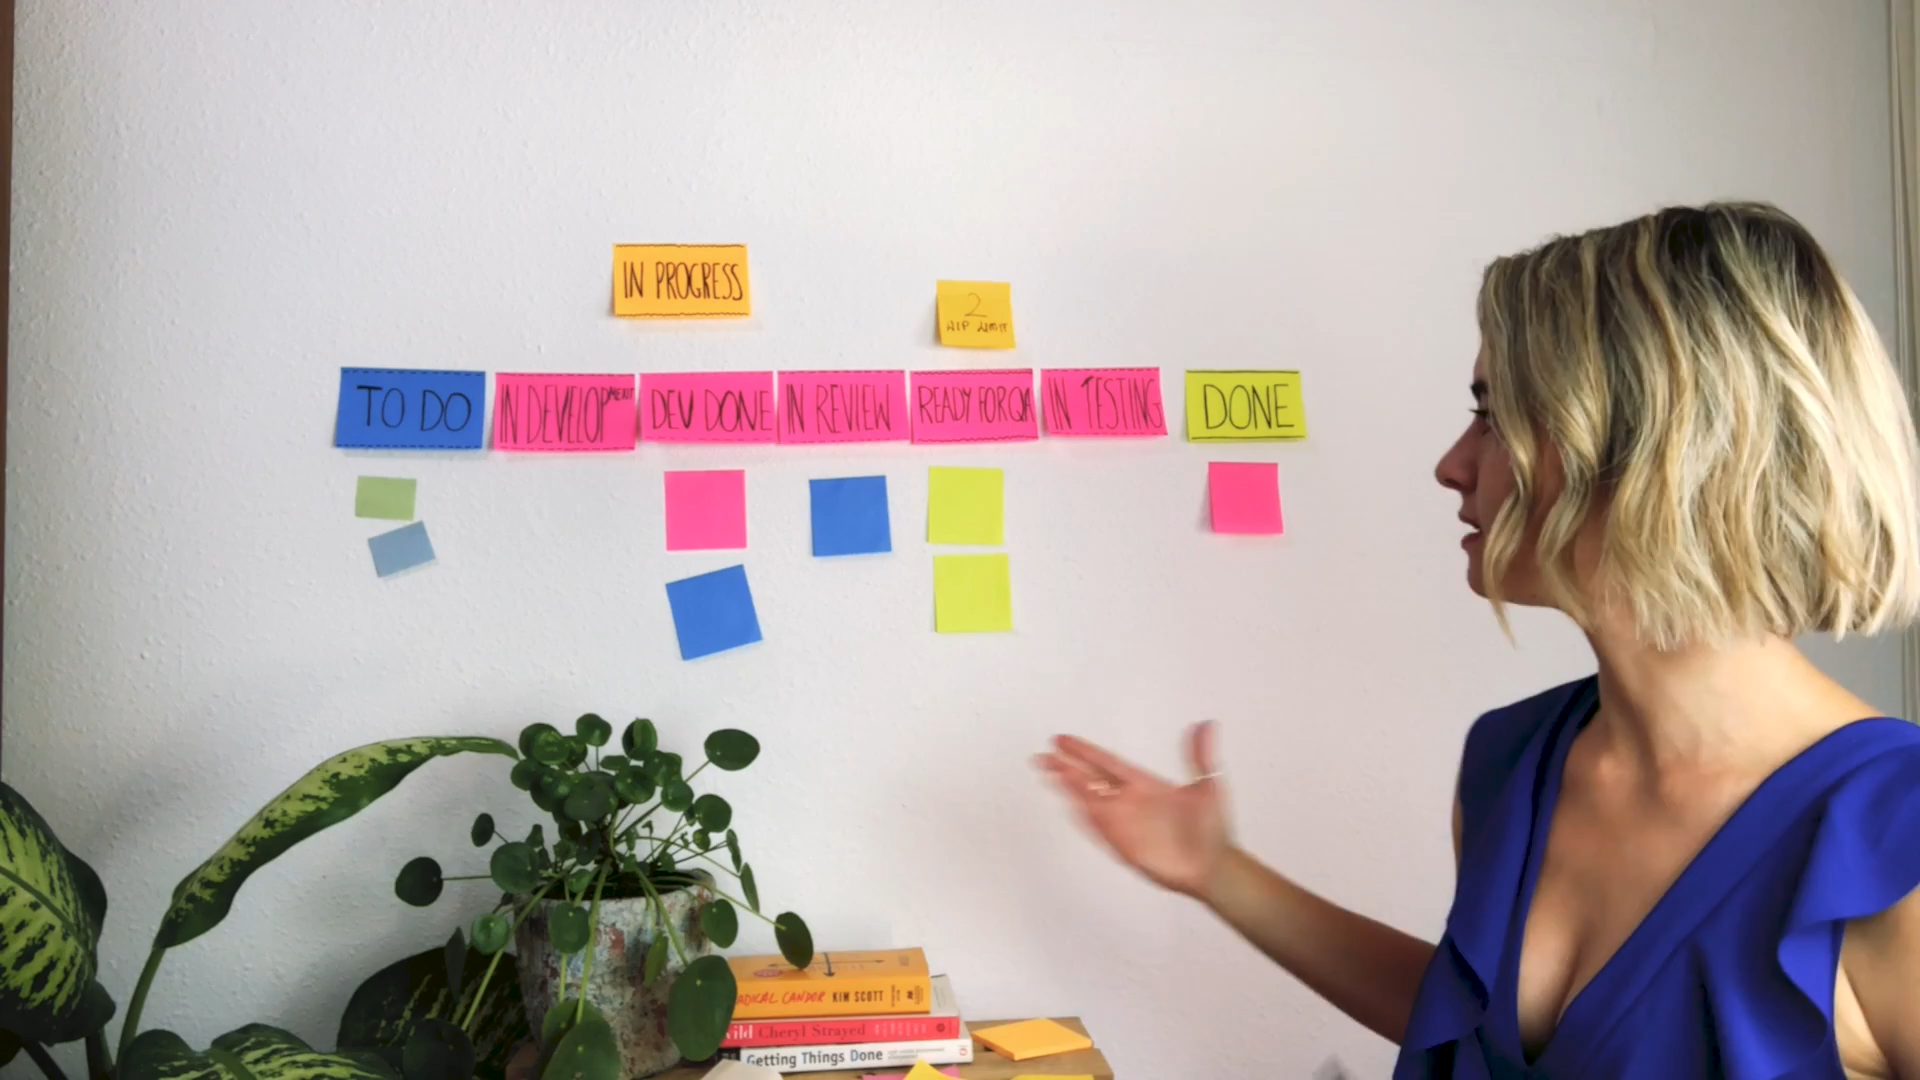 IN PROGRESS
2
WIP LIMIT
TO DO
IN DEVELOPMENT
DEV DONE
IN REVIEW
READY FOR QA
IN TESTING
DONE
RADICAL CANDOR KIM SCOTT
Wild Cheryl Strayed
Getting Things Done